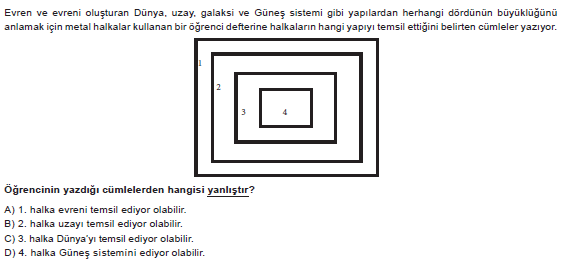 Evren ve evreni oluşturan Dünya, uzay, galaksi ve Güneş sistemi gibi yapılardan herhangi dördünün büyüklüğünü
anlamak için metal halkalar kullanan bir öğrenci defterine halkaların hangi yapıyı temsil ettiğini belirten cümleler yazıyor.
1
2
3
4
Öğrencinin yazdığı cümlelerden hangisi yanlıştır?
A) 1. halka evreni temsil ediyor olabilir.
B) 2. halka uzayı temsil ediyor olabilir.
C) 3. halka Dünya'yı temsil ediyor olabilir.
D) 4. halka Güneş sistemini ediyor olabilir.